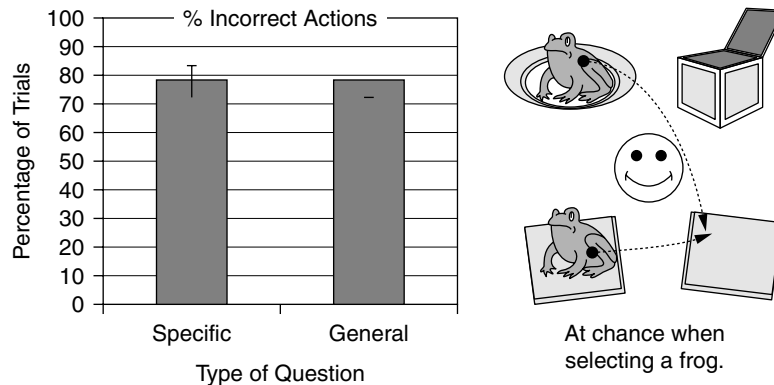 % Incorrect Actions
100
90
80
70
60
50
40
30
20
10
0
Percentage of Trials
Specific
General
Type of Question
At chance when
selecting a frog.